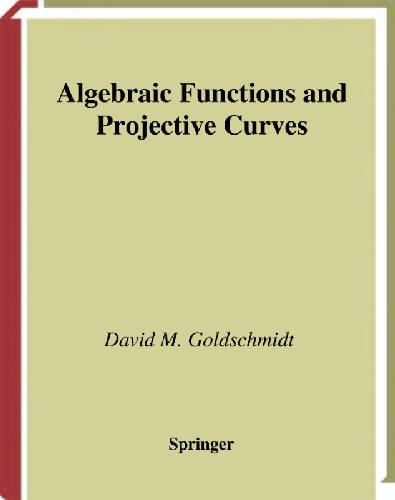 Algebraic Functions and
Projective Curves
David M. Goldschmidt
Springer